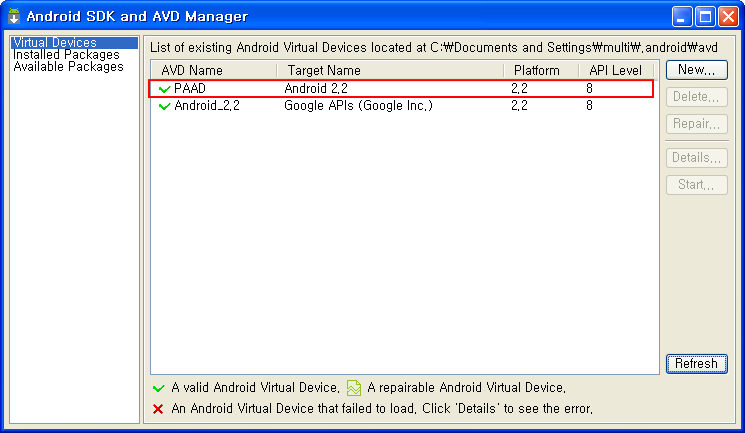 Android SDK and AVD Manager
Virtual Devices
Installed Packages
Available Packages
List of existing Android Virtual Devices located at C:₩Documents and Settings₩multi₩.android₩avd
AVD Name Target Name Platform API Level
PAAD Android 2.2 2.2 8
Android_2.2 Google APIs (Google Inc.) 2.2 8
New...
Delete...
Repair...
Details...
Start...
Refresh
A valid Android Virtual Device. A repairable Android Virtual Device.
An Android Virtual Device that failed to load. Click 'Details' to see the error.